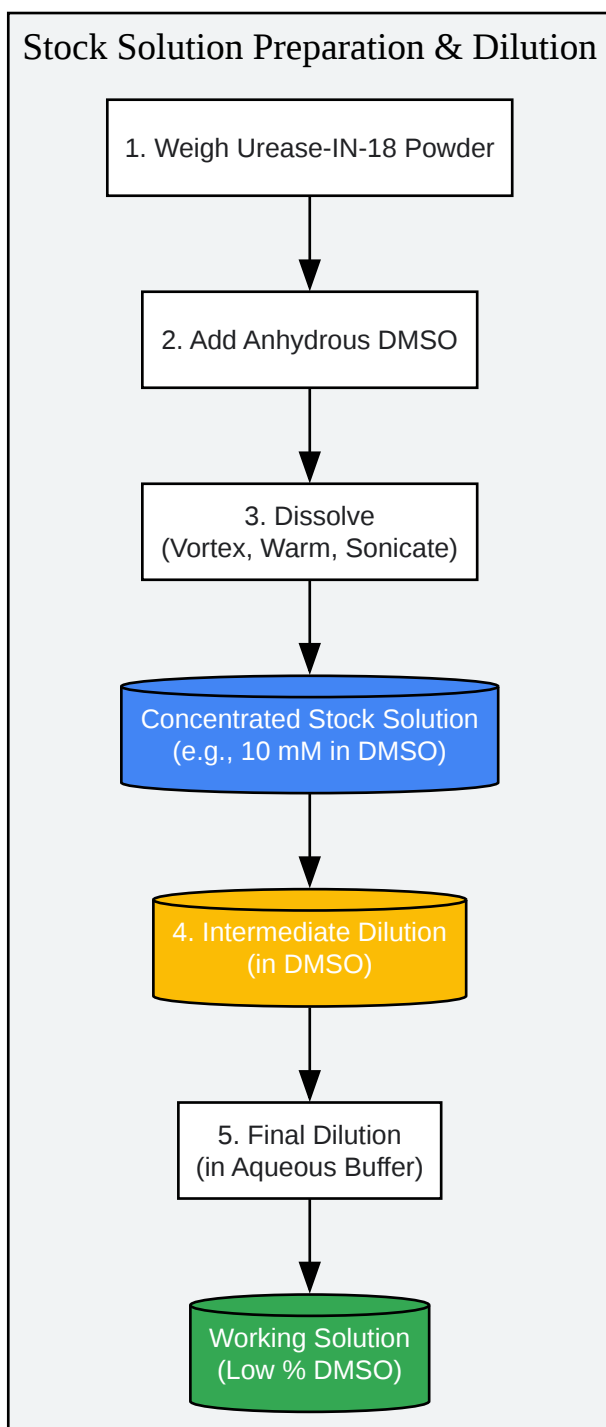 Stock Solution Preparation & Dilution
1. Weigh Urease-IN-18 Powder
2. Add Anhydrous DMSO
3. Dissolve
(Vortex, Warm, Sonicate)
Concentrated Stock Solution
(e.g., 10 mM in DMSO)
4. Intermediate Dilution
(in DMSO)
5. Final Dilution
(in Aqueous Buffer)
Working Solution
(Low % DMSO)